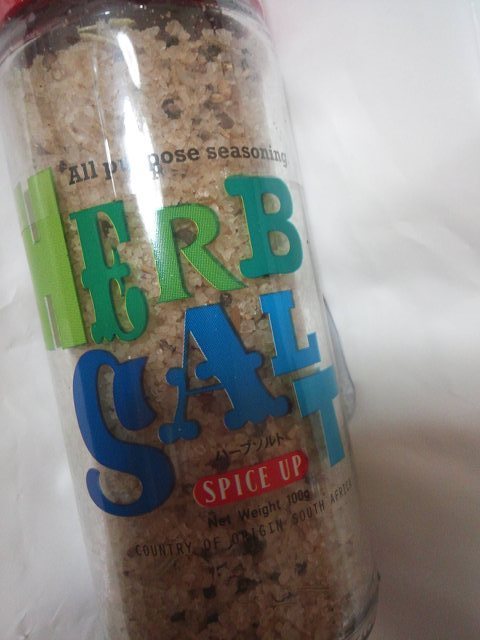 All purpose seasoning
HERB
SALT
ハーブソルト
SPICE UP
Net Weight 100g
COUNTRY OF ORIGIN SOUTH AFRICA